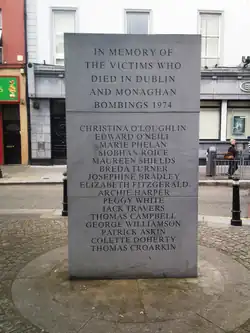 IN MEMORY OF
THE VICTIMS WHO
DIED IN DUBLIN
AND MONAGHAN
BOMBINGS 1974
CHRISTINA O'LOUGHLIN
EDWARD O'NEILL
MARIE PHELAN
SIOBHAN ROICE
MAUREEN SHIELDS
BREDA TURNER
JOSEPHINE BRADLEY
ELIZABETH FITZGERALD
ARCHIE HARPER
PEGGY WHITE
JACK TRAVERS
THOMAS CAMPBELL
GEORGE WILLIAMSON
PATRICK ASKIN
COLETTE DOHERTY
THOMAS CROARKIN